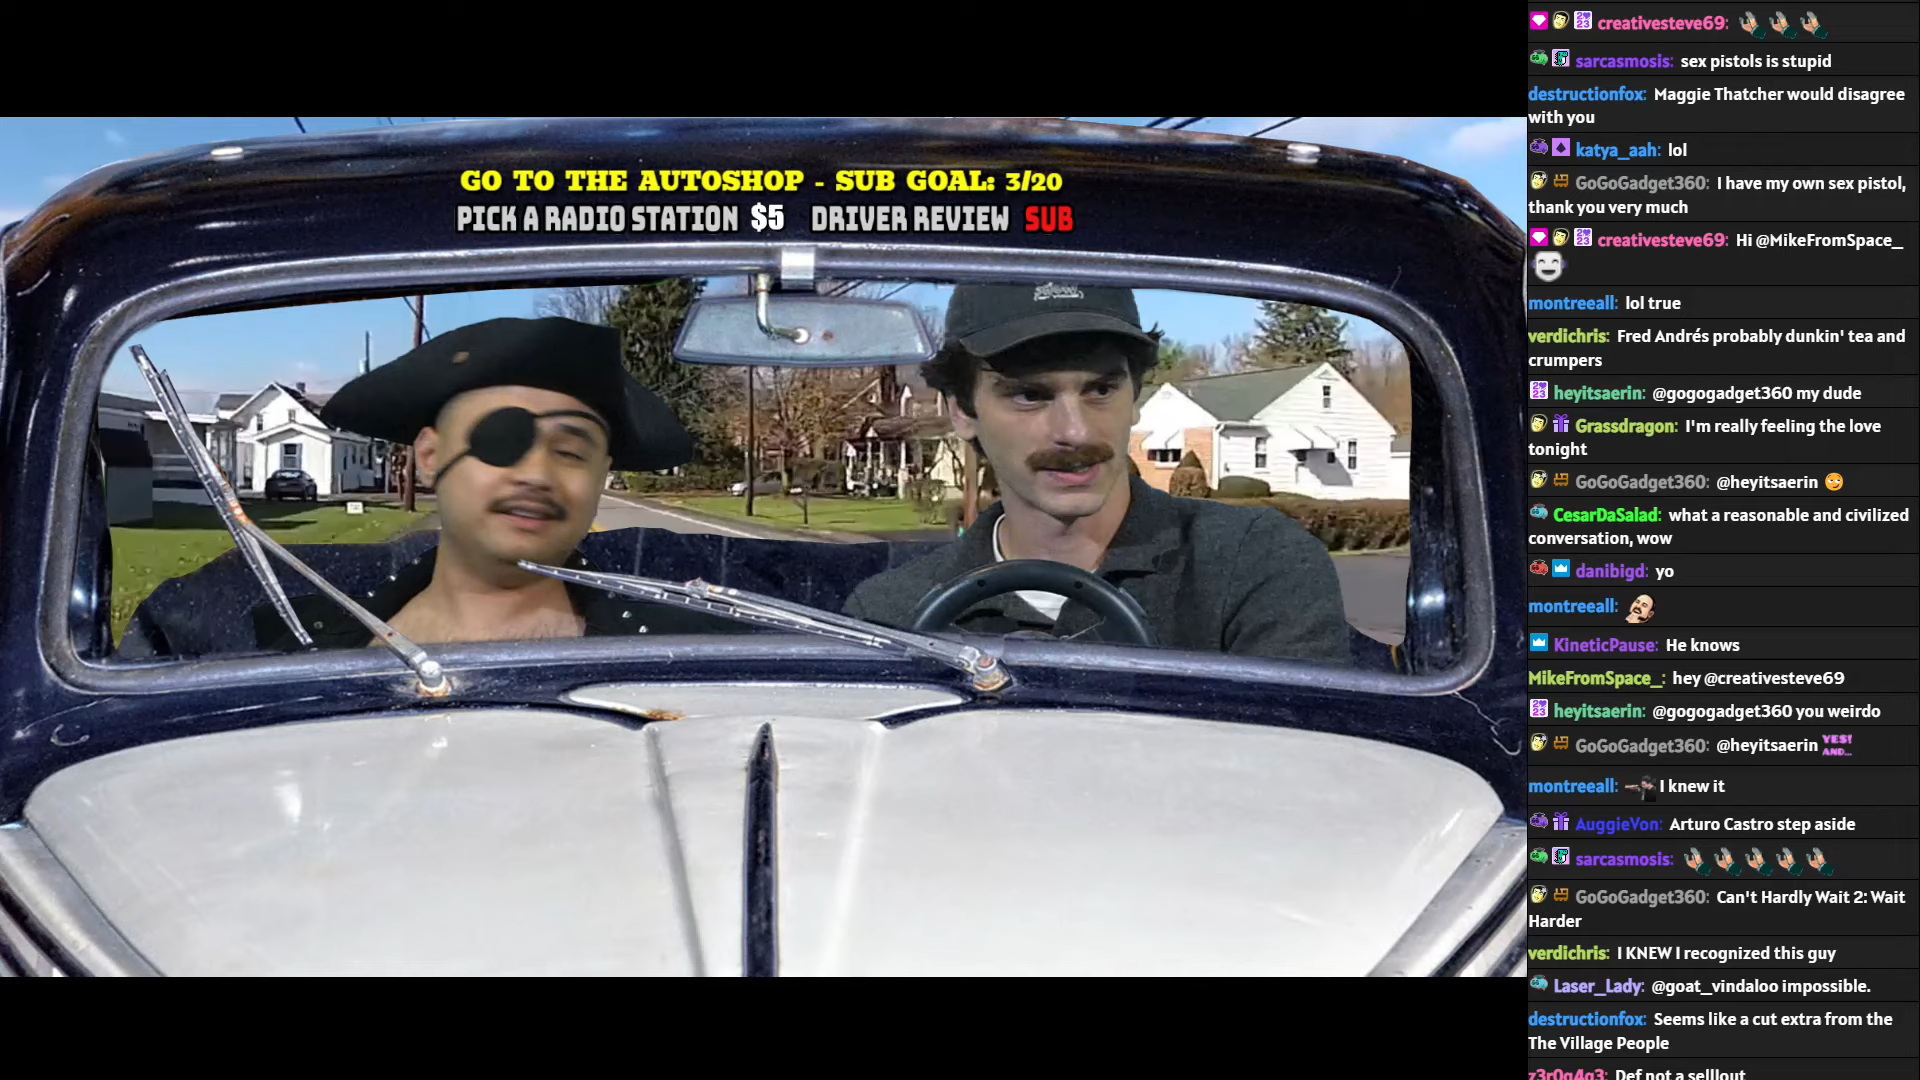 GO TO THE AUTOSHOP - SUB GOAL: 3/20
PICK A RADIO STATION $5 DRIVER REVIEW SUB
creativesteve69:
sarcasmosis: sex pistols is stupid
destructionfox: Maggie Thatcher would disagree
with you
katya_aah: lol
GoGoGadget360: I have my own sex pistol,
thank you very much
creativesteve69: Hi @MikeFromSpace_
montreeall: lol true
verdichris: Fred Andrés probably dunkin' tea and
crumpers
heyitsaerin: @gogogadget360 my dude
Grassdragon: I'm really feeling the love
tonight
GoGoGadget360: @heyitsaerin
CesarDaSalad: what a reasonable and civilized
conversation, wow
danibigd: yo
montreeall:
KineticPause: He knows
MikeFromSpace_: hey @creativesteve69
heyitsaerin: @gogogadget360 you weirdo
GoGoGadget360: @heyitsaerin YES! AND...
montreeall: I knew it
AuggieVon: Arturo Castro step aside
sarcasmosis:
GoGoGadget360: Can't Hardly Wait 2: Wait
Harder
verdichris: I KNEW I recognized this guy
Laser_Lady: @goat_vindaloo impossible.
destructionfox: Seems like a cut extra from the
The Village People
z3r0g4g3: Def not a selllout